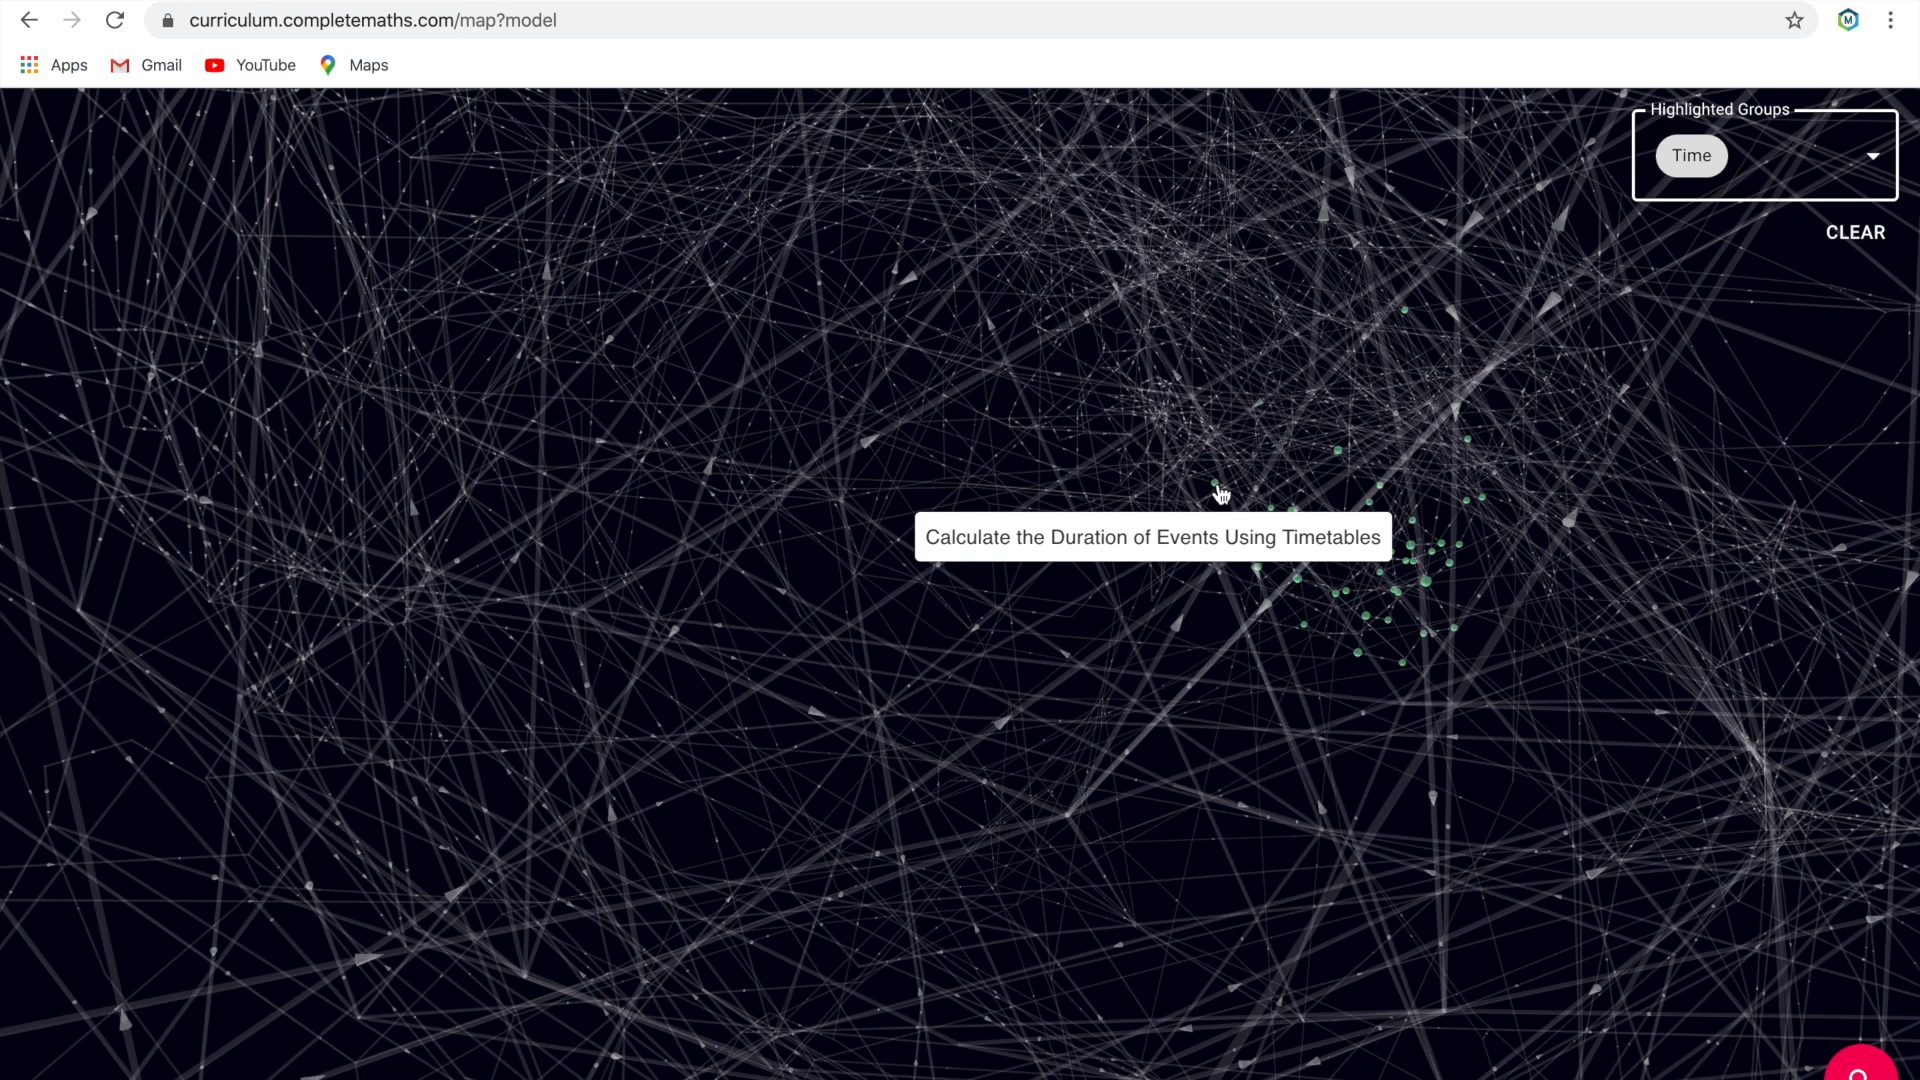 curriculum.completemaths.com/map?model
M
Apps
Gmail
YouTube
Maps
Highlighted Groups
Time
CLEAR
Calculate the Duration of Events Using Timetables